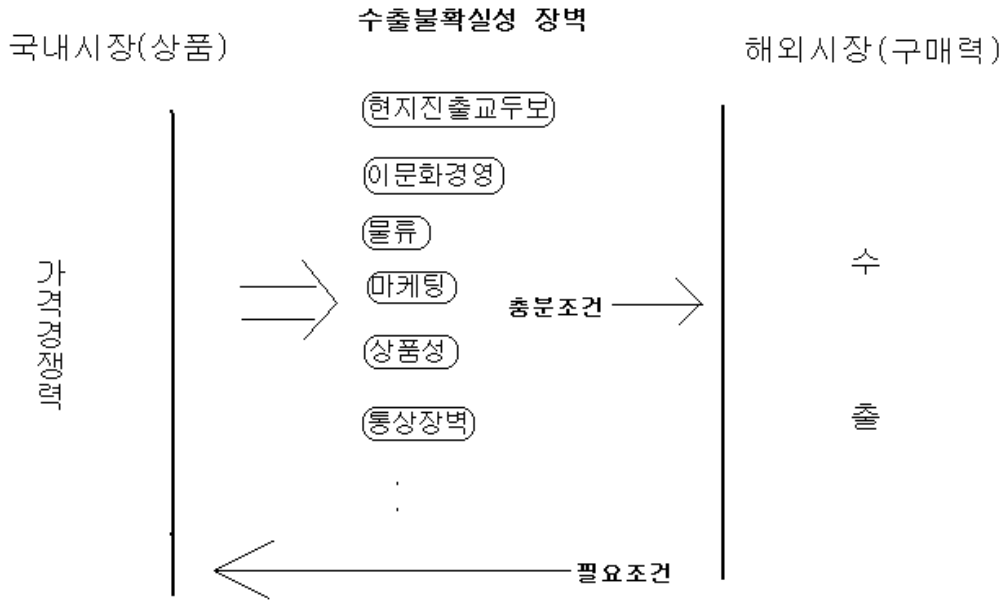 수출불확실성 장벽
국내시장(상품)
해외시장(구매력)
현지진출교두보
이문화경영
물류
마케팅
상품성
통상장벽
가격경쟁력
충분조건
수출
필요조건